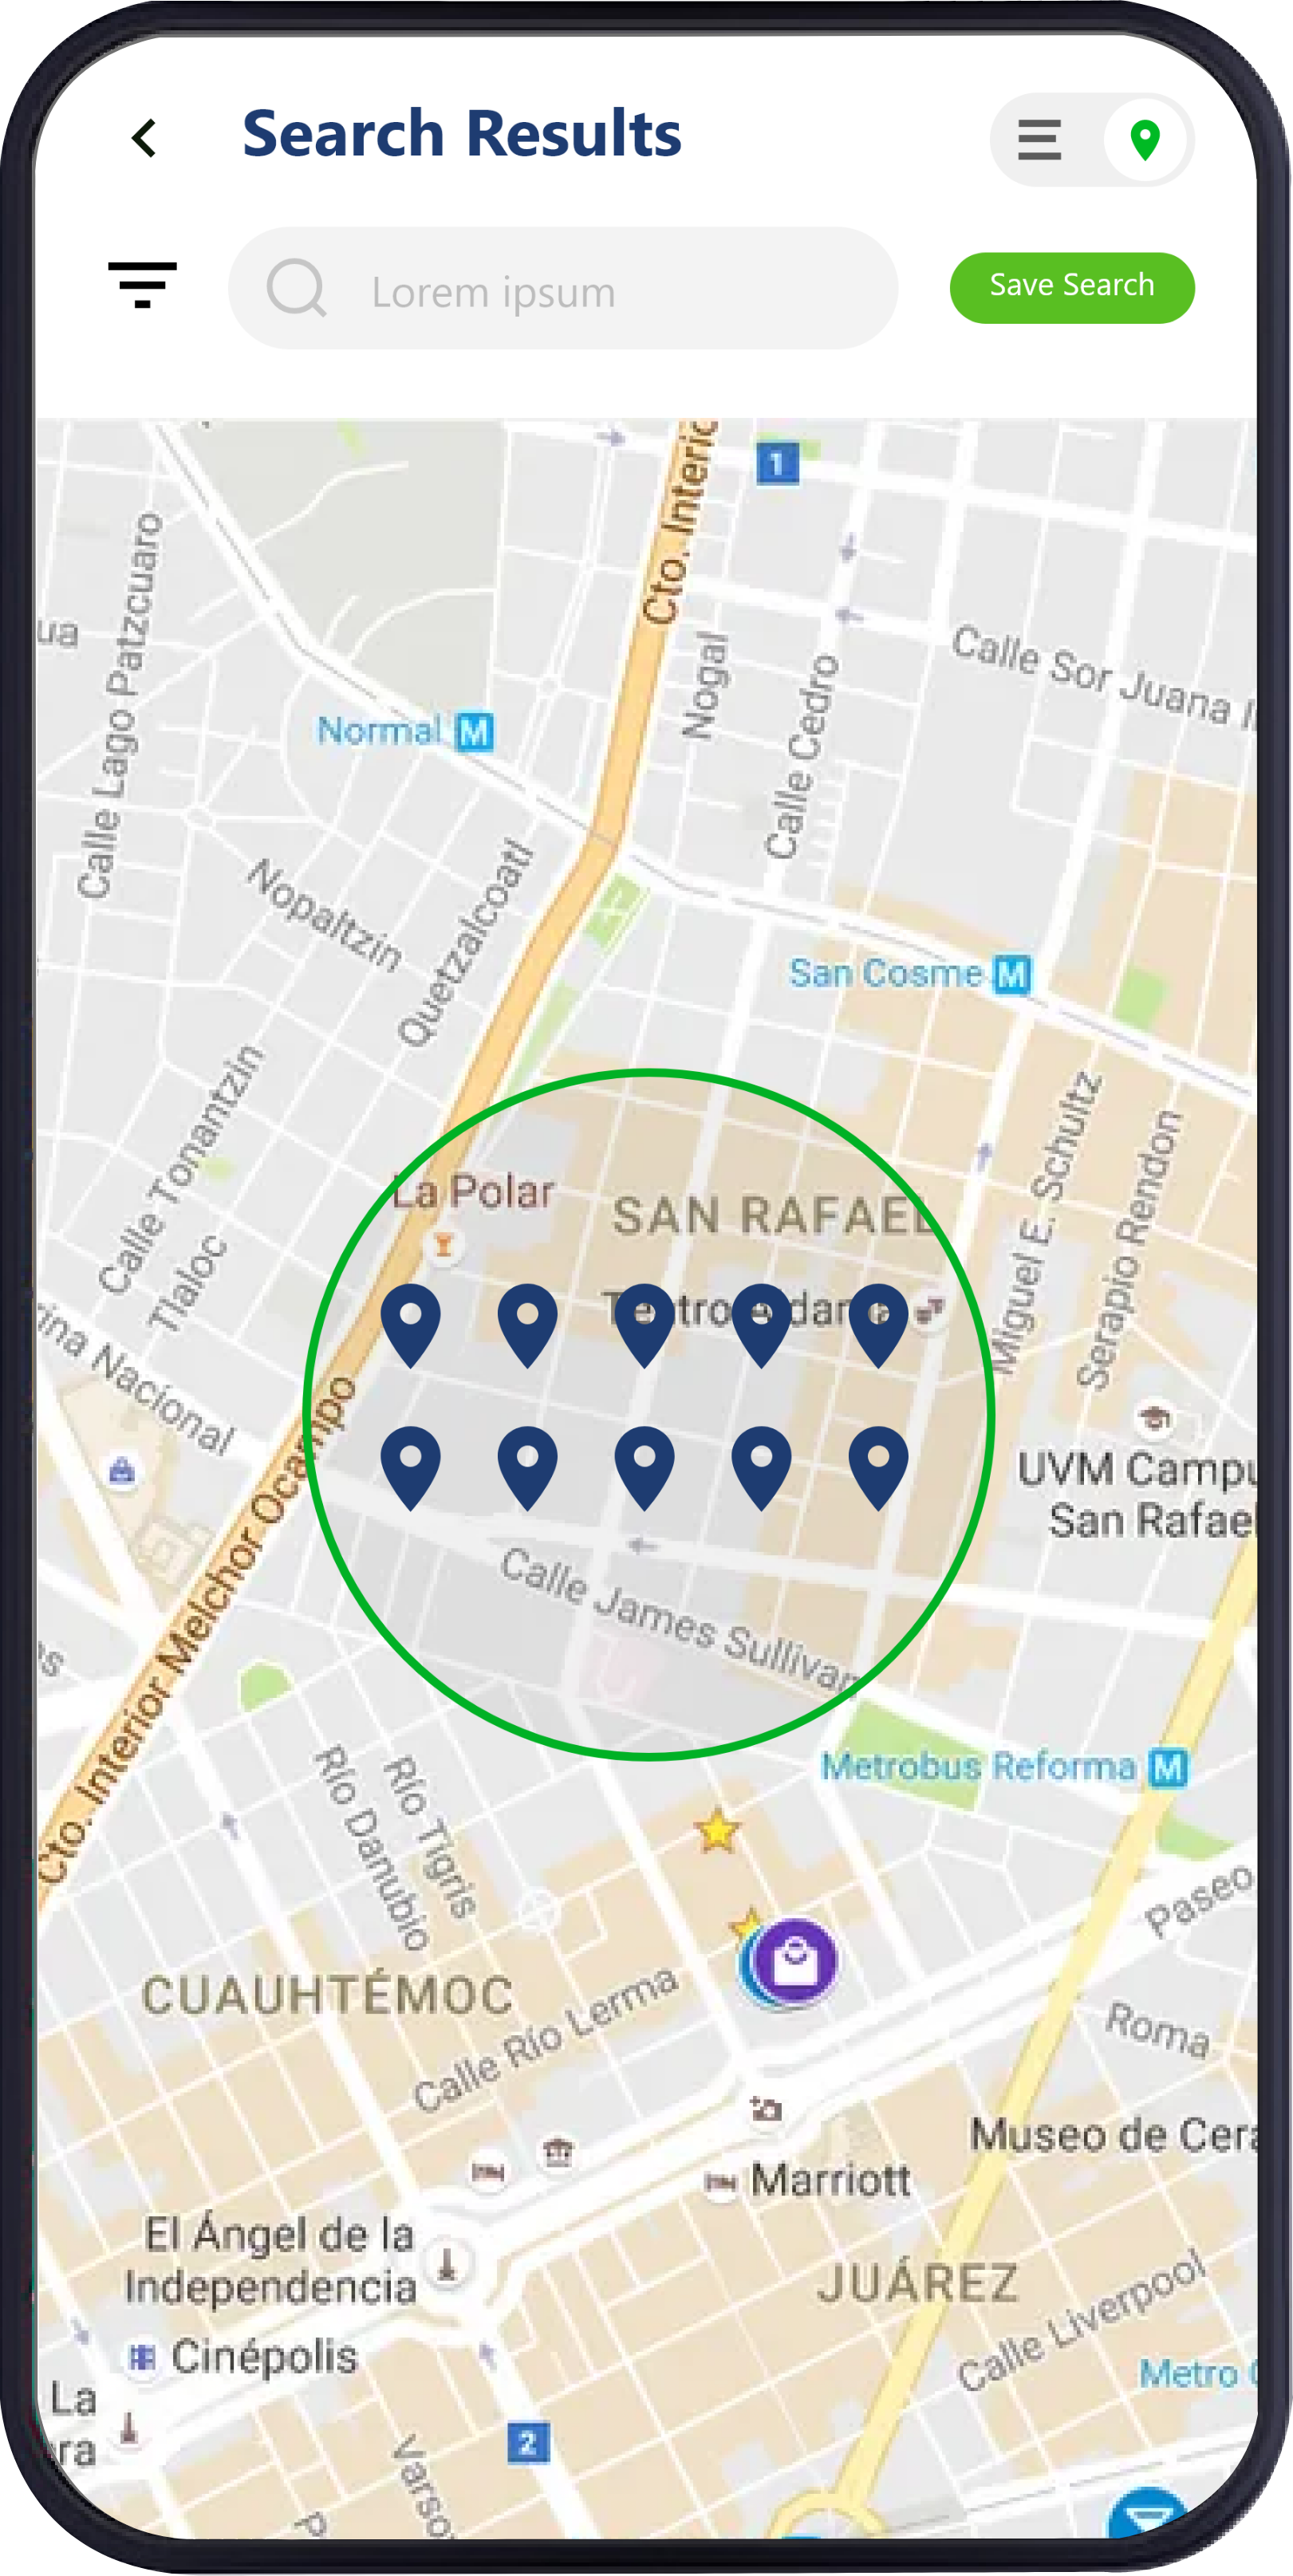 Search Results
Lorem ipsum
Save Search
Cto. Interic
1
Calle Lago Patzcuaro
ua
Nogal
Calle Cedro
Calle Sor Juana I
Normal M
Nopaltzin
Quetzalcoatl
San Cosme M
Calle Tonantzin
Tlaloc
Miguel E. Schultz
Serapio Rendon
La Polar
SAN RAFAEL
rina Nacional
UVM Campu
San Rafael
Cto. Interior Melchor Ocampo
Calle James Sullivan
Metrobus Reforma M
Río Tigris
Río Danubio
Paseo
CUAUHTÉMOC
Calle Río Lerma
Roma
Museo de Cera
Marriott
El Ángel de la
Independencia
JUÁREZ
Calle Liverpool
Cinépolis
Metro
La
ra
2
Varso